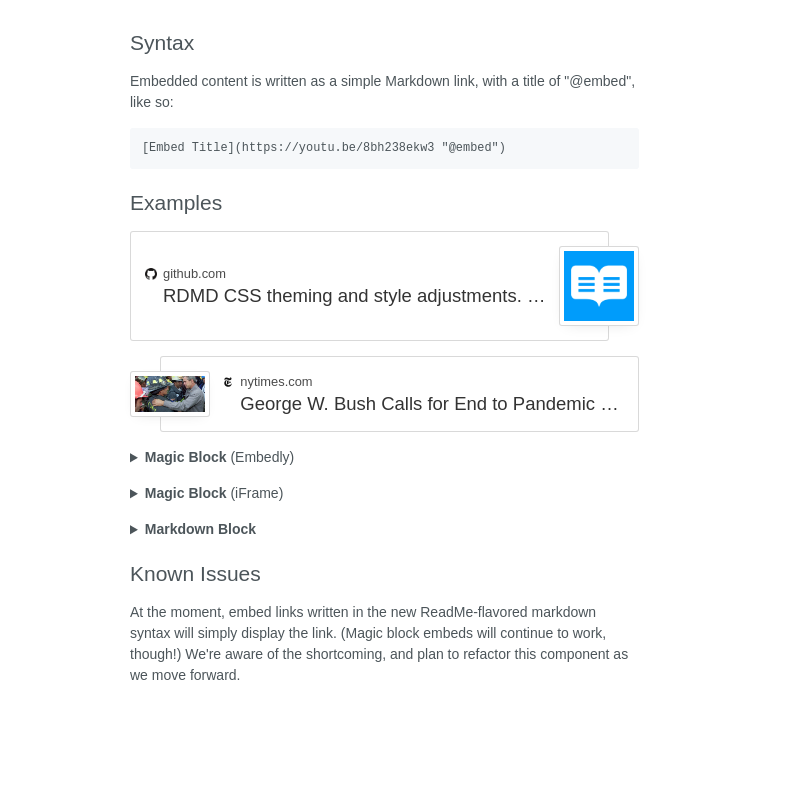 Syntax
Embedded content is written as a simple Markdown link, with a title of "@embed",
like so:
[Embed Title](https://youtu.be/8bh238ekw3 "@embed")
Examples
github.com
RDMD CSS theming and style adjustments. …
nytimes.com
George W. Bush Calls for End to Pandemic …
Magic Block (Embedly)
Magic Block (iFrame)
Markdown Block
Known Issues
At the moment, embed links written in the new ReadMe-flavored markdown
syntax will simply display the link. (Magic block embeds will continue to work,
though!) We're aware of the shortcoming, and plan to refactor this component as
we move forward.